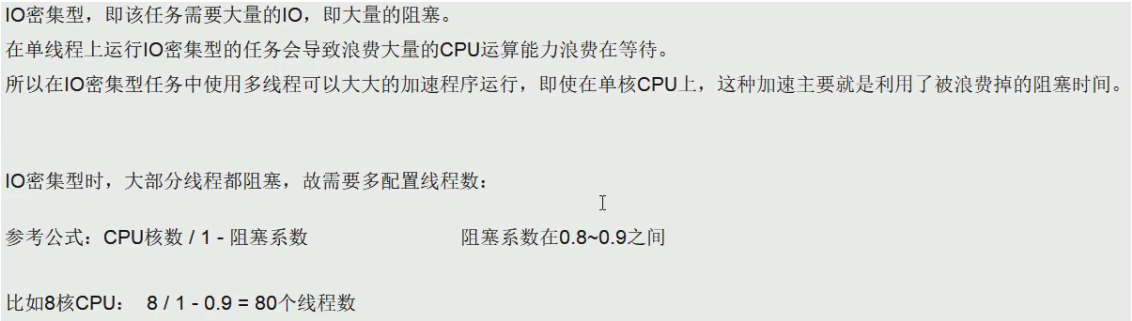 IO密集型，即该任务需要大量的IO，即大量的阻塞。
在单线程上运行IO密集型的任务会导致浪费大量的CPU运算能力浪费在等待。
所以在IO密集型任务中使用多线程可以大大的加速程序运行，即使在单核CPU上，这种加速主要就是利用了被浪费掉的阻塞时间。
IO密集型时，大部分线程都阻塞，故需要多配置线程数：
参考公式：CPU核数 / 1 - 阻塞系数 阻塞系数在0.8~0.9之间
比如8核CPU： 8 / 1 - 0.9 = 80个线程数